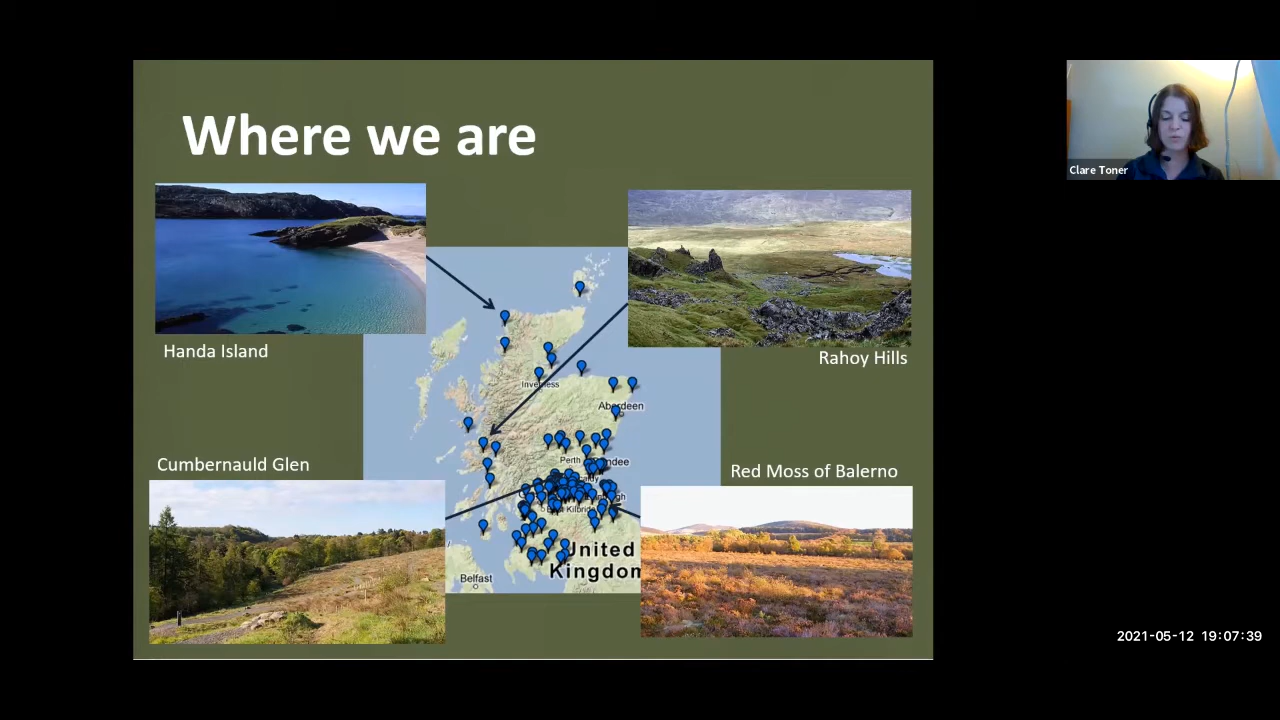 Where we are
Clare Toner
Handa Island
Rahoy Hills
Inverness
Aberdeen
Cumbernauld Glen
Perth
Red Moss of Balerno
United
Kingdom
Belfast
2021-05-12 19:07:39